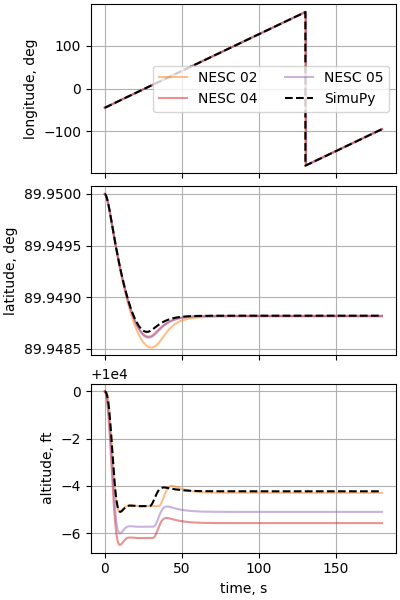 100
0
−100
longitude, deg
NESC 02 NESC 05
NESC 04 SimuPy
89.9500
89.9495
89.9490
89.9485
latitude, deg
+1e4
0
−2
−4
−6
altitude, ft
0 50 100 150
time, s